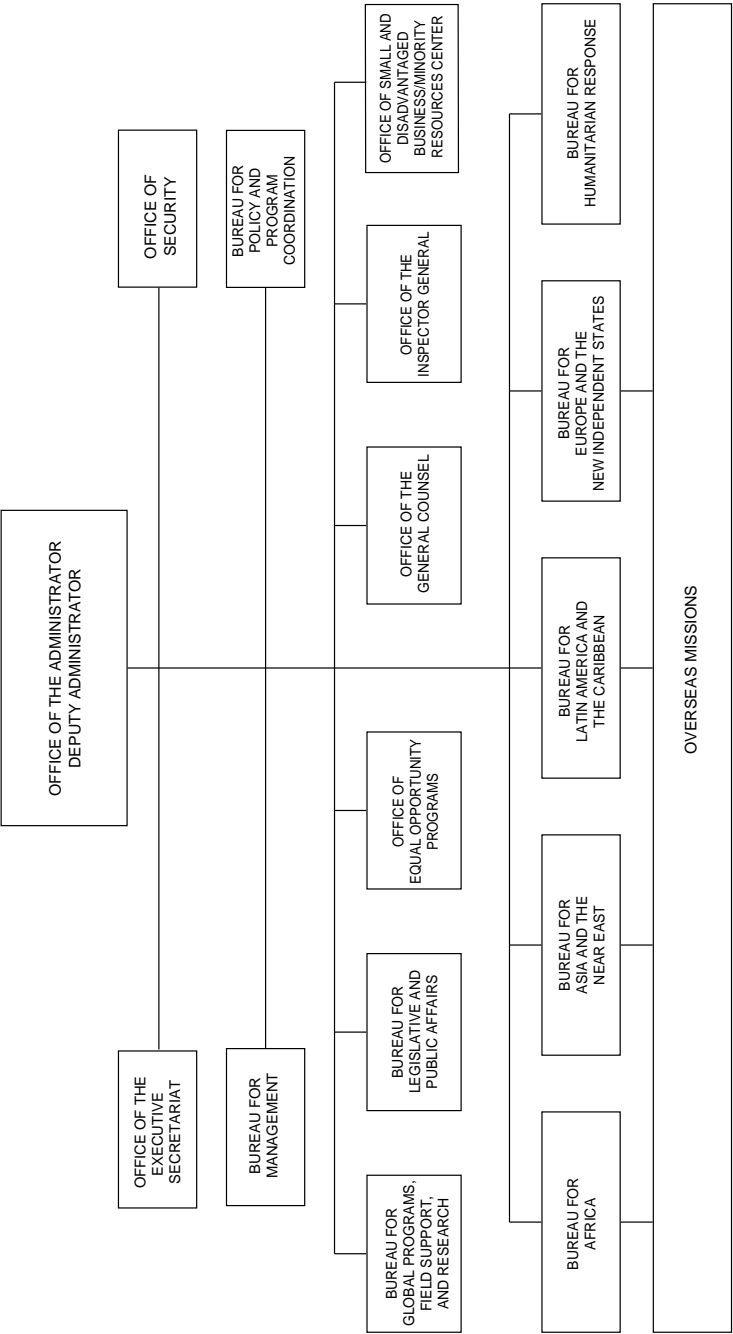 OFFICE OF THE ADMINISTRATOR
DEPUTY ADMINISTRATOR
OFFICE OF THE
EXECUTIVE
SECRETARIAT
OFFICE OF
SECURITY
BUREAU FOR
MANAGEMENT
BUREAU FOR
POLICY AND
PROGRAM
COORDINATION
BUREAU FOR
GLOBAL PROGRAMS,
FIELD SUPPORT,
AND RESEARCH
BUREAU FOR
LEGISLATIVE AND
PUBLIC AFFAIRS
OFFICE OF
EQUAL OPPORTUNITY
PROGRAMS
OFFICE OF THE
GENERAL COUNSEL
OFFICE OF THE
INSPECTOR GENERAL
OFFICE OF SMALL AND
DISADVANTAGED
BUSINESS/MINORITY
RESOURCES CENTER
BUREAU FOR
AFRICA
BUREAU FOR
ASIA AND THE
NEAR EAST
BUREAU FOR
LATIN AMERICA AND
THE CARIBBEAN
BUREAU FOR
EUROPE AND THE
NEW INDEPENDENT STATES
BUREAU FOR
HUMANITARIAN RESPONSE
OVERSEAS MISSIONS